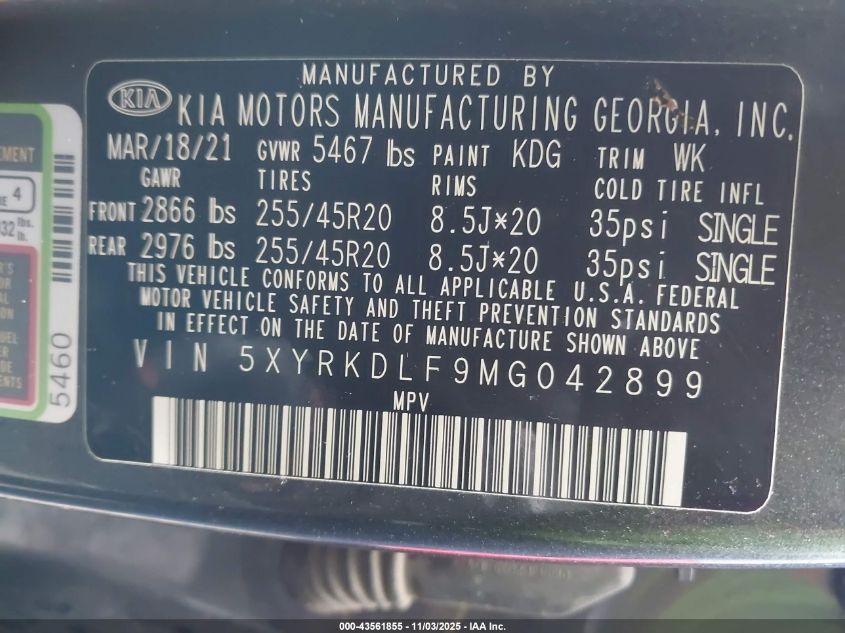 MANUFACTURED BY
KIA KIA MOTORS MANUFACTURING GEORGIA, INC.
MAR/18/21 GVWR 5467 lbs PAINT KDG TRIM WK
GAWR TIRES RIMS COLD TIRE INFL
FRONT 2866 lbs 255/45R20 8.5J*20 35psi SINGLE
REAR 2976 lbs 255/45R20 8.5J*20 35psi SINGLE
THIS VEHICLE CONFORMS TO ALL APPLICABLE U.S.A. FEDERAL
MOTOR VEHICLE SAFETY AND THEFT PREVENTION STANDARDS
IN EFFECT ON THE DATE OF MANUFACTURE SHOWN ABOVE
VIN 5XYRKDLF9MG042899
MPV
4
lbs.
5460
000-43561855 - 11/03/2025 - IAA Inc.